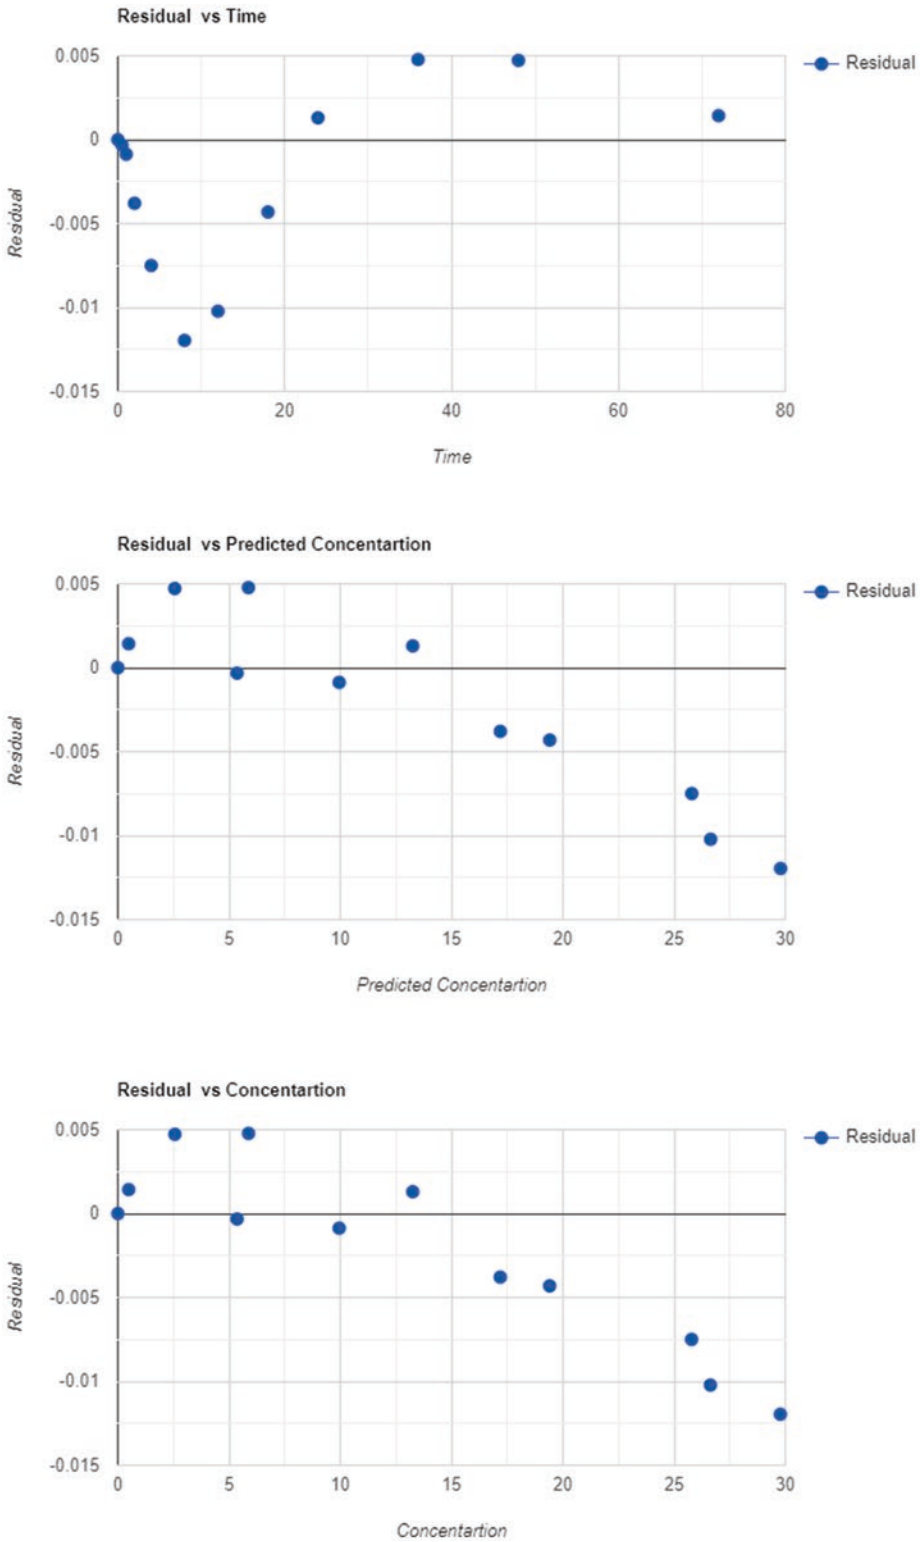 Residual vs Time
0.005
Residual
0
-0.005
-0.01
-0.015
0 20 40 60 80
Time
Residual
Residual vs Predicted Concentartion
0.005
Residual
0
-0.005
-0.01
-0.015
0 5 10 15 20 25 30
Predicted Concentartion
Residual
Residual vs Concentartion
0.005
Residual
0
-0.005
-0.01
-0.015
0 5 10 15 20 25 30
Concentartion
Residual